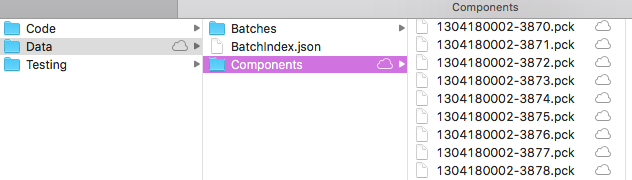 Components
Code
Data
Testing
Batches
BatchIndex.json
Components
1304180002-3870.pck
1304180002-3871.pck
1304180002-3872.pck
1304180002-3873.pck
1304180002-3874.pck
1304180002-3875.pck
1304180002-3876.pck
1304180002-3877.pck
1304180002-3878.pck